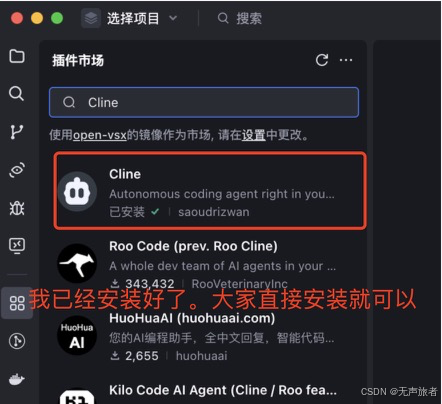 选择项目
搜索
插件市场
Cline
使用open-vsx的镜像作为市场, 请在设置中更改。
Cline
Autonomous coding agent right in you...
已安装 saoudrizwan
Roo Code (prev. Roo Cline)
A whole dev team of AI agents in your ...
343,432 RooVeterinaryInc
我已经安装好了。大家直接安装就可以
HuoHuaAI (huohuaai.com)
HuoHua
AI
您的AI编程助手，全中文回复，智能代码...
2,655 huohuaai
Kilo Code AI Agent (Cline / Roo fea...
CSDN @无声旅者